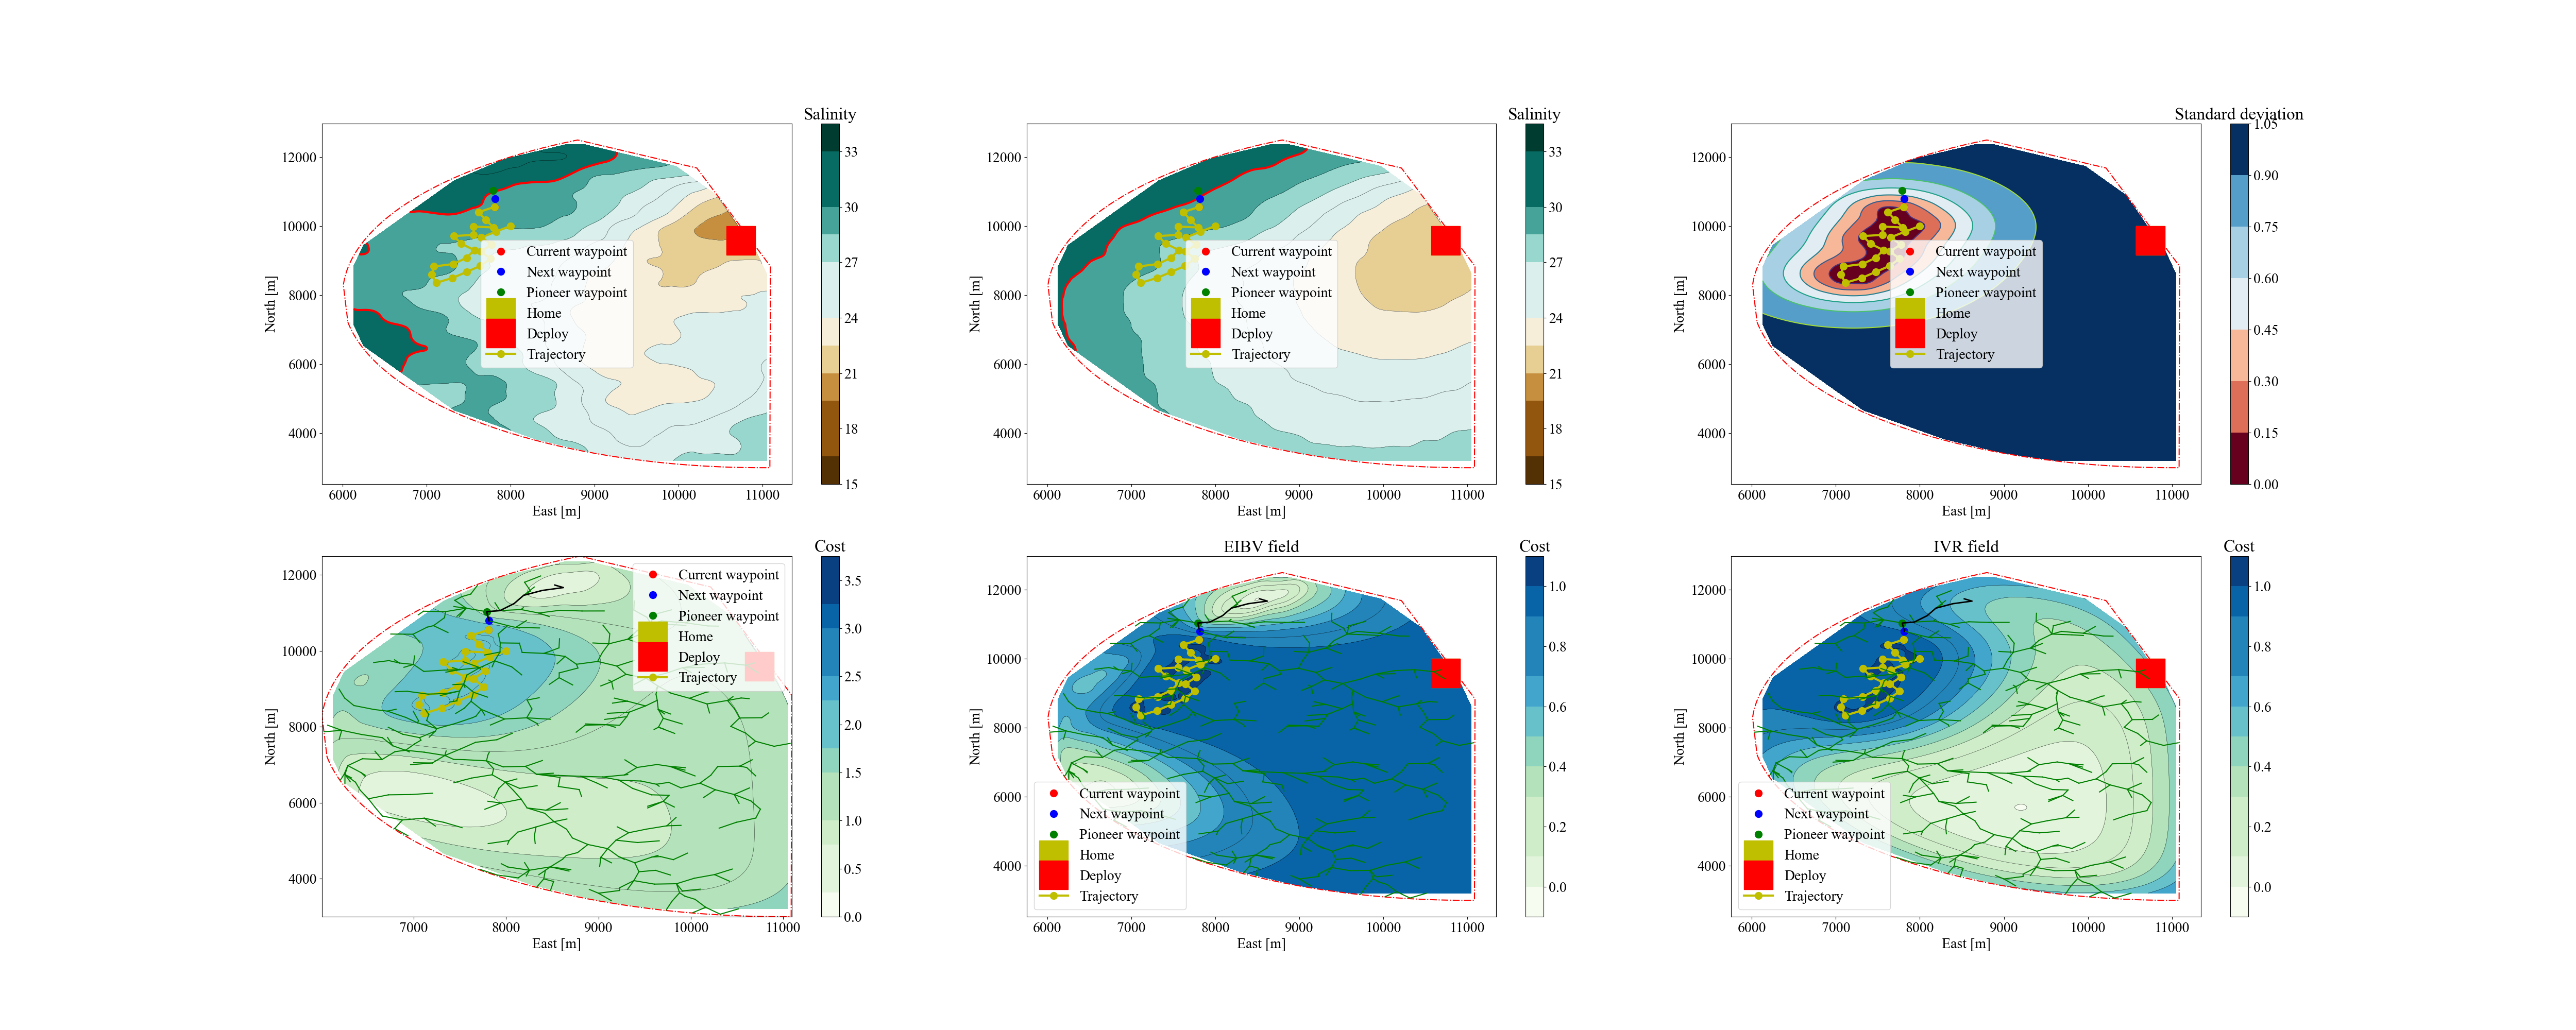 Salinity
12000
10000
8000
6000
4000
North [m]
6000 7000 8000 9000 10000 11000
East [m]
Current waypoint
Next waypoint
Pioneer waypoint
Home
Deploy
Trajectory
33
30
27
24
21
18
15
Salinity
12000
10000
8000
6000
4000
North [m]
6000 7000 8000 9000 10000 11000
East [m]
Current waypoint
Next waypoint
Pioneer waypoint
Home
Deploy
Trajectory
33
30
27
24
21
18
15
Standard deviation
12000
10000
8000
6000
4000
North [m]
6000 7000 8000 9000 10000 11000
East [m]
Current waypoint
Next waypoint
Pioneer waypoint
Home
Deploy
Trajectory
1.05
0.90
0.75
0.60
0.45
0.30
0.15
0.00
Cost
12000
10000
8000
6000
4000
North [m]
7000 8000 9000 10000 11000
East [m]
Current waypoint
Next waypoint
Pioneer waypoint
Home
Deploy
Trajectory
3.5
3.0
2.5
2.0
1.5
1.0
0.5
0.0
EIBV field
Cost
12000
10000
8000
6000
4000
North [m]
6000 7000 8000 9000 10000 11000
East [m]
Current waypoint
Next waypoint
Pioneer waypoint
Home
Deploy
Trajectory
1.0
0.8
0.6
0.4
0.2
0.0
IVR field
Cost
12000
10000
8000
6000
4000
North [m]
6000 7000 8000 9000 10000 11000
East [m]
Current waypoint
Next waypoint
Pioneer waypoint
Home
Deploy
Trajectory
1.0
0.8
0.6
0.4
0.2
0.0